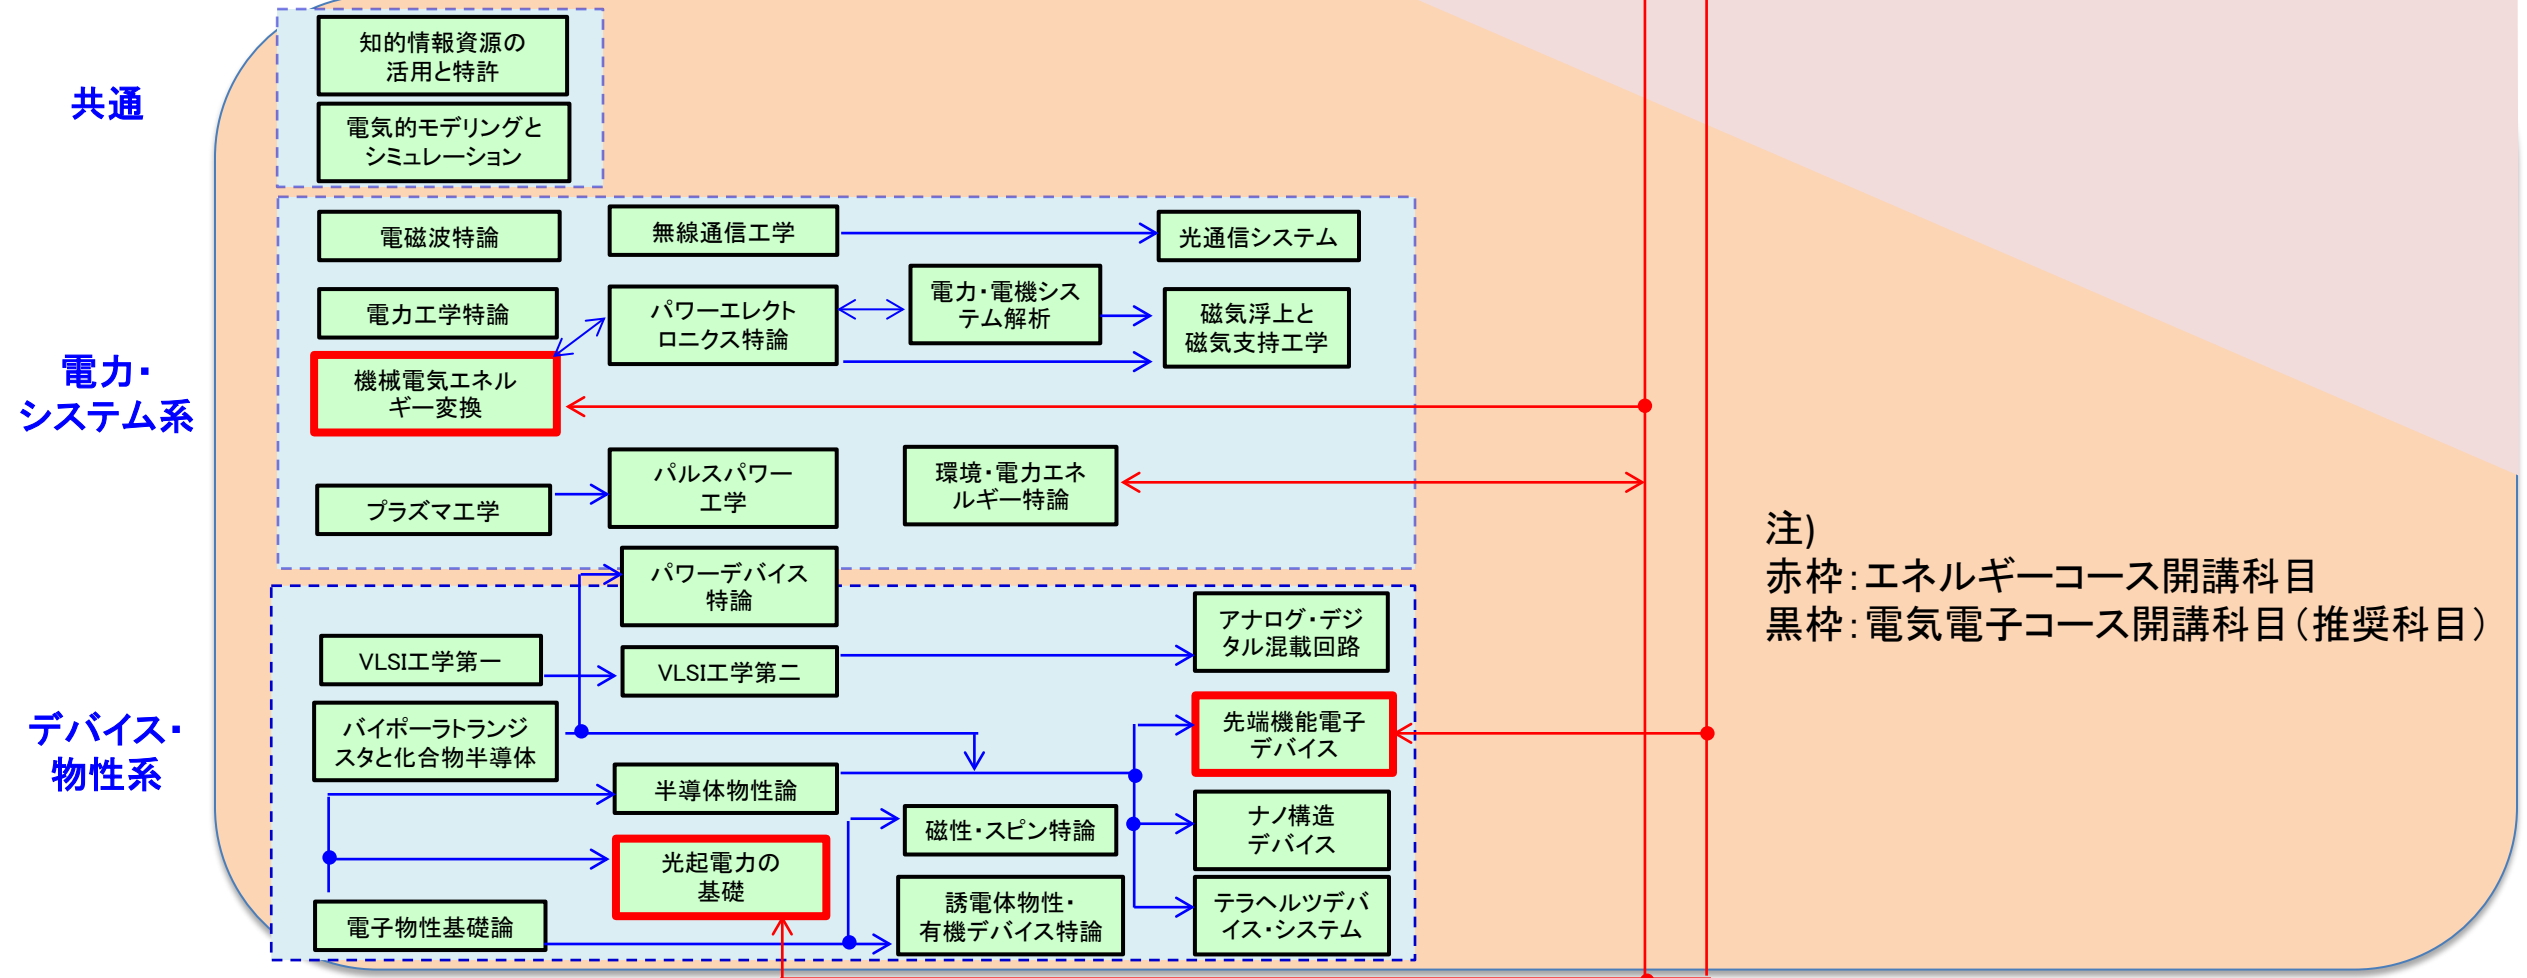 共通
知的情報資源の
活用と特許
電気的モデリングと
シミュレーション
電力・
システム系
電磁波特論
無線通信工学
光通信システム
電力工学特論
パワーエレクト
ロニクス特論
電力・電機シス
テム解析
磁気浮上と
磁気支持工学
機械電気エネル
ギー変換
プラズマ工学
パルスパワー
工学
環境・電力エネ
ルギー特論
デバイス・
物性系
パワーデバイス
特論
VLSI工学第一
VLSI工学第二
アナログ・デジ
タル混載回路
バイポーラトランジ
スタと化合物半導体
先端機能電子
デバイス
半導体物性論
磁性・スピン特論
ナノ構造
デバイス
光起電力の
基礎
電子物性基礎論
誘電体物性・
有機デバイス特論
テラヘルツデバ
イス・システム
注)
赤枠：エネルギーコース開講科目
黒枠：電気電子コース開講科目（推奨科目）